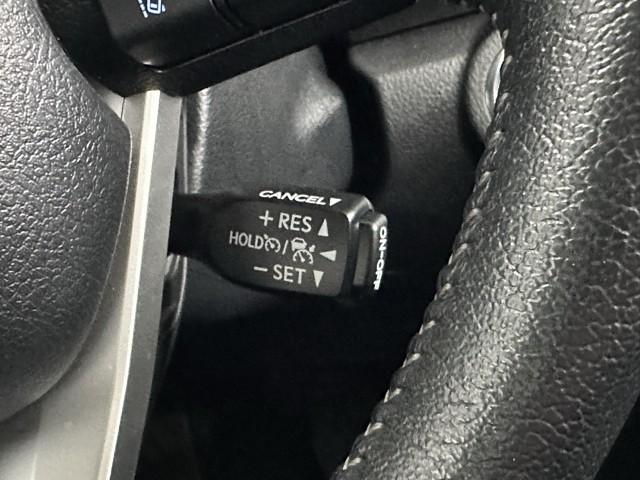 CANCEL▼
+ RES ▲
HOLD / ◀
− SET ▼
ON-OFF